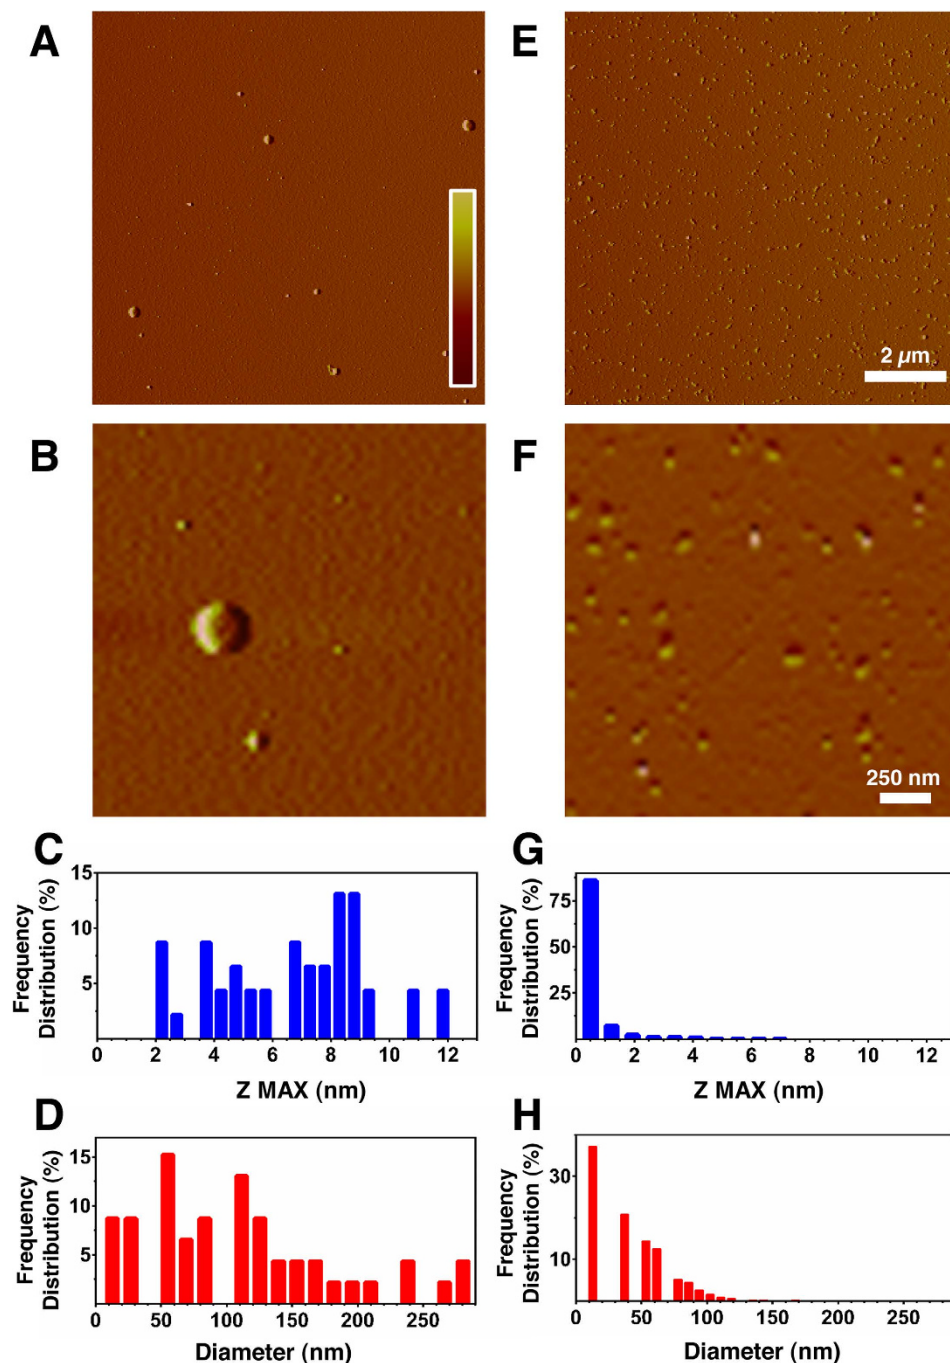 A
E
2 µm
B
F
250 nm
C
Frequency
Distribution (%)
15
10
5
0
2
4
6
8
10
12
Z MAX (nm)
G
Frequency
Distribution (%)
75
50
25
0
2
4
6
8
10
12
Z MAX (nm)
D
Frequency
Distribution (%)
15
10
5
0
50
100
150
200
250
Diameter (nm)
H
Frequency
Distribution (%)
30
10
0
50
100
150
200
250
Diameter (nm)